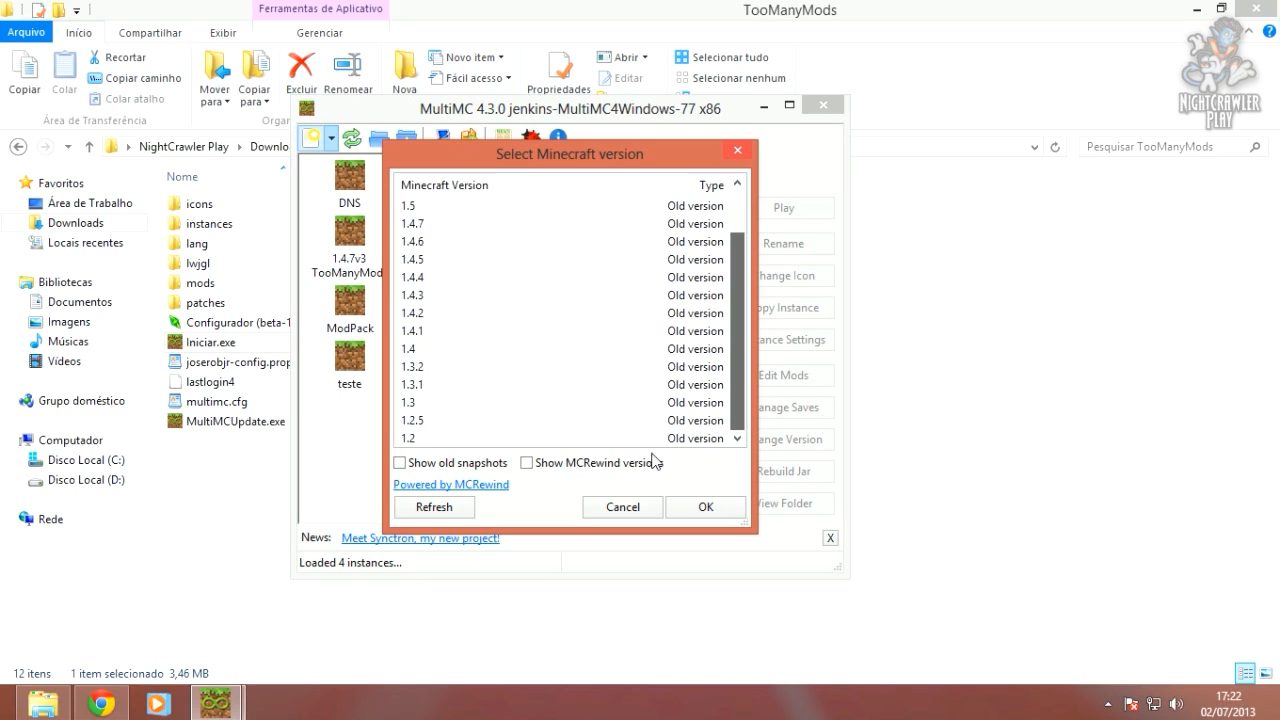 Ferramentas de Aplicativo
TooManyMods
Arquivo
Início
Compartilhar
Exibir
Gerenciar
Copiar
Colar
Recortar
Copiar caminho
Colar atalho
Área de Transferência
Mover para
Copiar para
Excluir
Renomear
Nova
Novo item
Fácil acesso
Propriedades
Abrir
Editar
Selecionar tudo
Selecionar nenhum
NIGHTCRAWLER
PLAY
NightCrawler Play
Pesquisar TooManyMods
Favoritos
Área de Trabalho
Downloads
Locais recentes
Bibliotecas
Documentos
Imagens
Músicas
Vídeos
Grupo doméstico
Computador
Disco Local (C:)
Disco Local (D:)
Rede
Nome
icons
instances
lang
lwjgl
mods
patches
Iniciar.exe
lastlogin4
multimc.cfg
MultiMCUpdate.exe
MultiMC 4.3.0 jenkins-MultiMC4Windows-77 x86
DNS
1.4.7v3
ModPack
teste
Play
Rename
Edit Mods
Select Minecraft version
Minecraft Version Type
1.5 Old version
1.4.7 Old version
1.4.6 Old version
1.4.5 Old version
1.4.4 Old version
1.4.3 Old version
1.4.2 Old version
1.4.1 Old version
1.4 Old version
1.3.2 Old version
1.3.1 Old version
1.3 Old version
1.2.5 Old version
1.2 Old version
Show old snapshots
Show MCRewind versions
Powered by MCRewind
Refresh
Cancel
OK
News: Meet Synctron, my new project! X
Loaded 4 instances...
12 itens 1 item selecionado 3,46 MB
17:22
02/07/2013